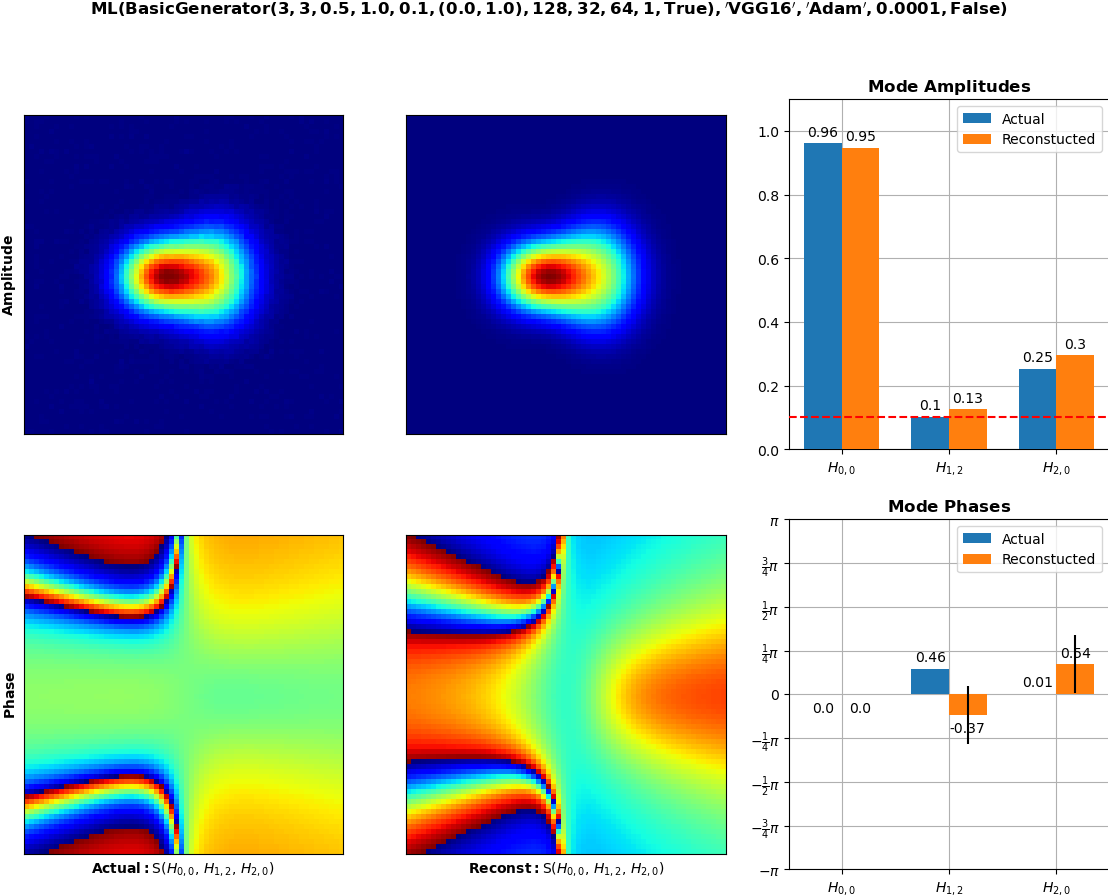 ML(BasicGenerator(3, 3, 0.5, 1.0, 0.1, (0.0, 1.0), 128, 32, 64, 1, True), ′VGG16′, ′Adam′, 0.0001, False)
Amplitude
Mode Amplitudes
Actual
Reconstucted
1.0
0.8
0.6
0.4
0.2
0.0
0.96
0.95
0.1
0.13
0.25
0.3
H0,0
H1,2
H2,0
Phase
Actual: S(H0,0, H1,2, H2,0)
Reconst: S(H0,0, H1,2, H2,0)
Mode Phases
Actual
Reconstucted
π
3/4π
1/2π
1/4π
0
−1/4π
−1/2π
−3/4π
−π
0.0
0.0
0.46
-0.37
0.01
0.54
H0,0
H1,2
H2,0